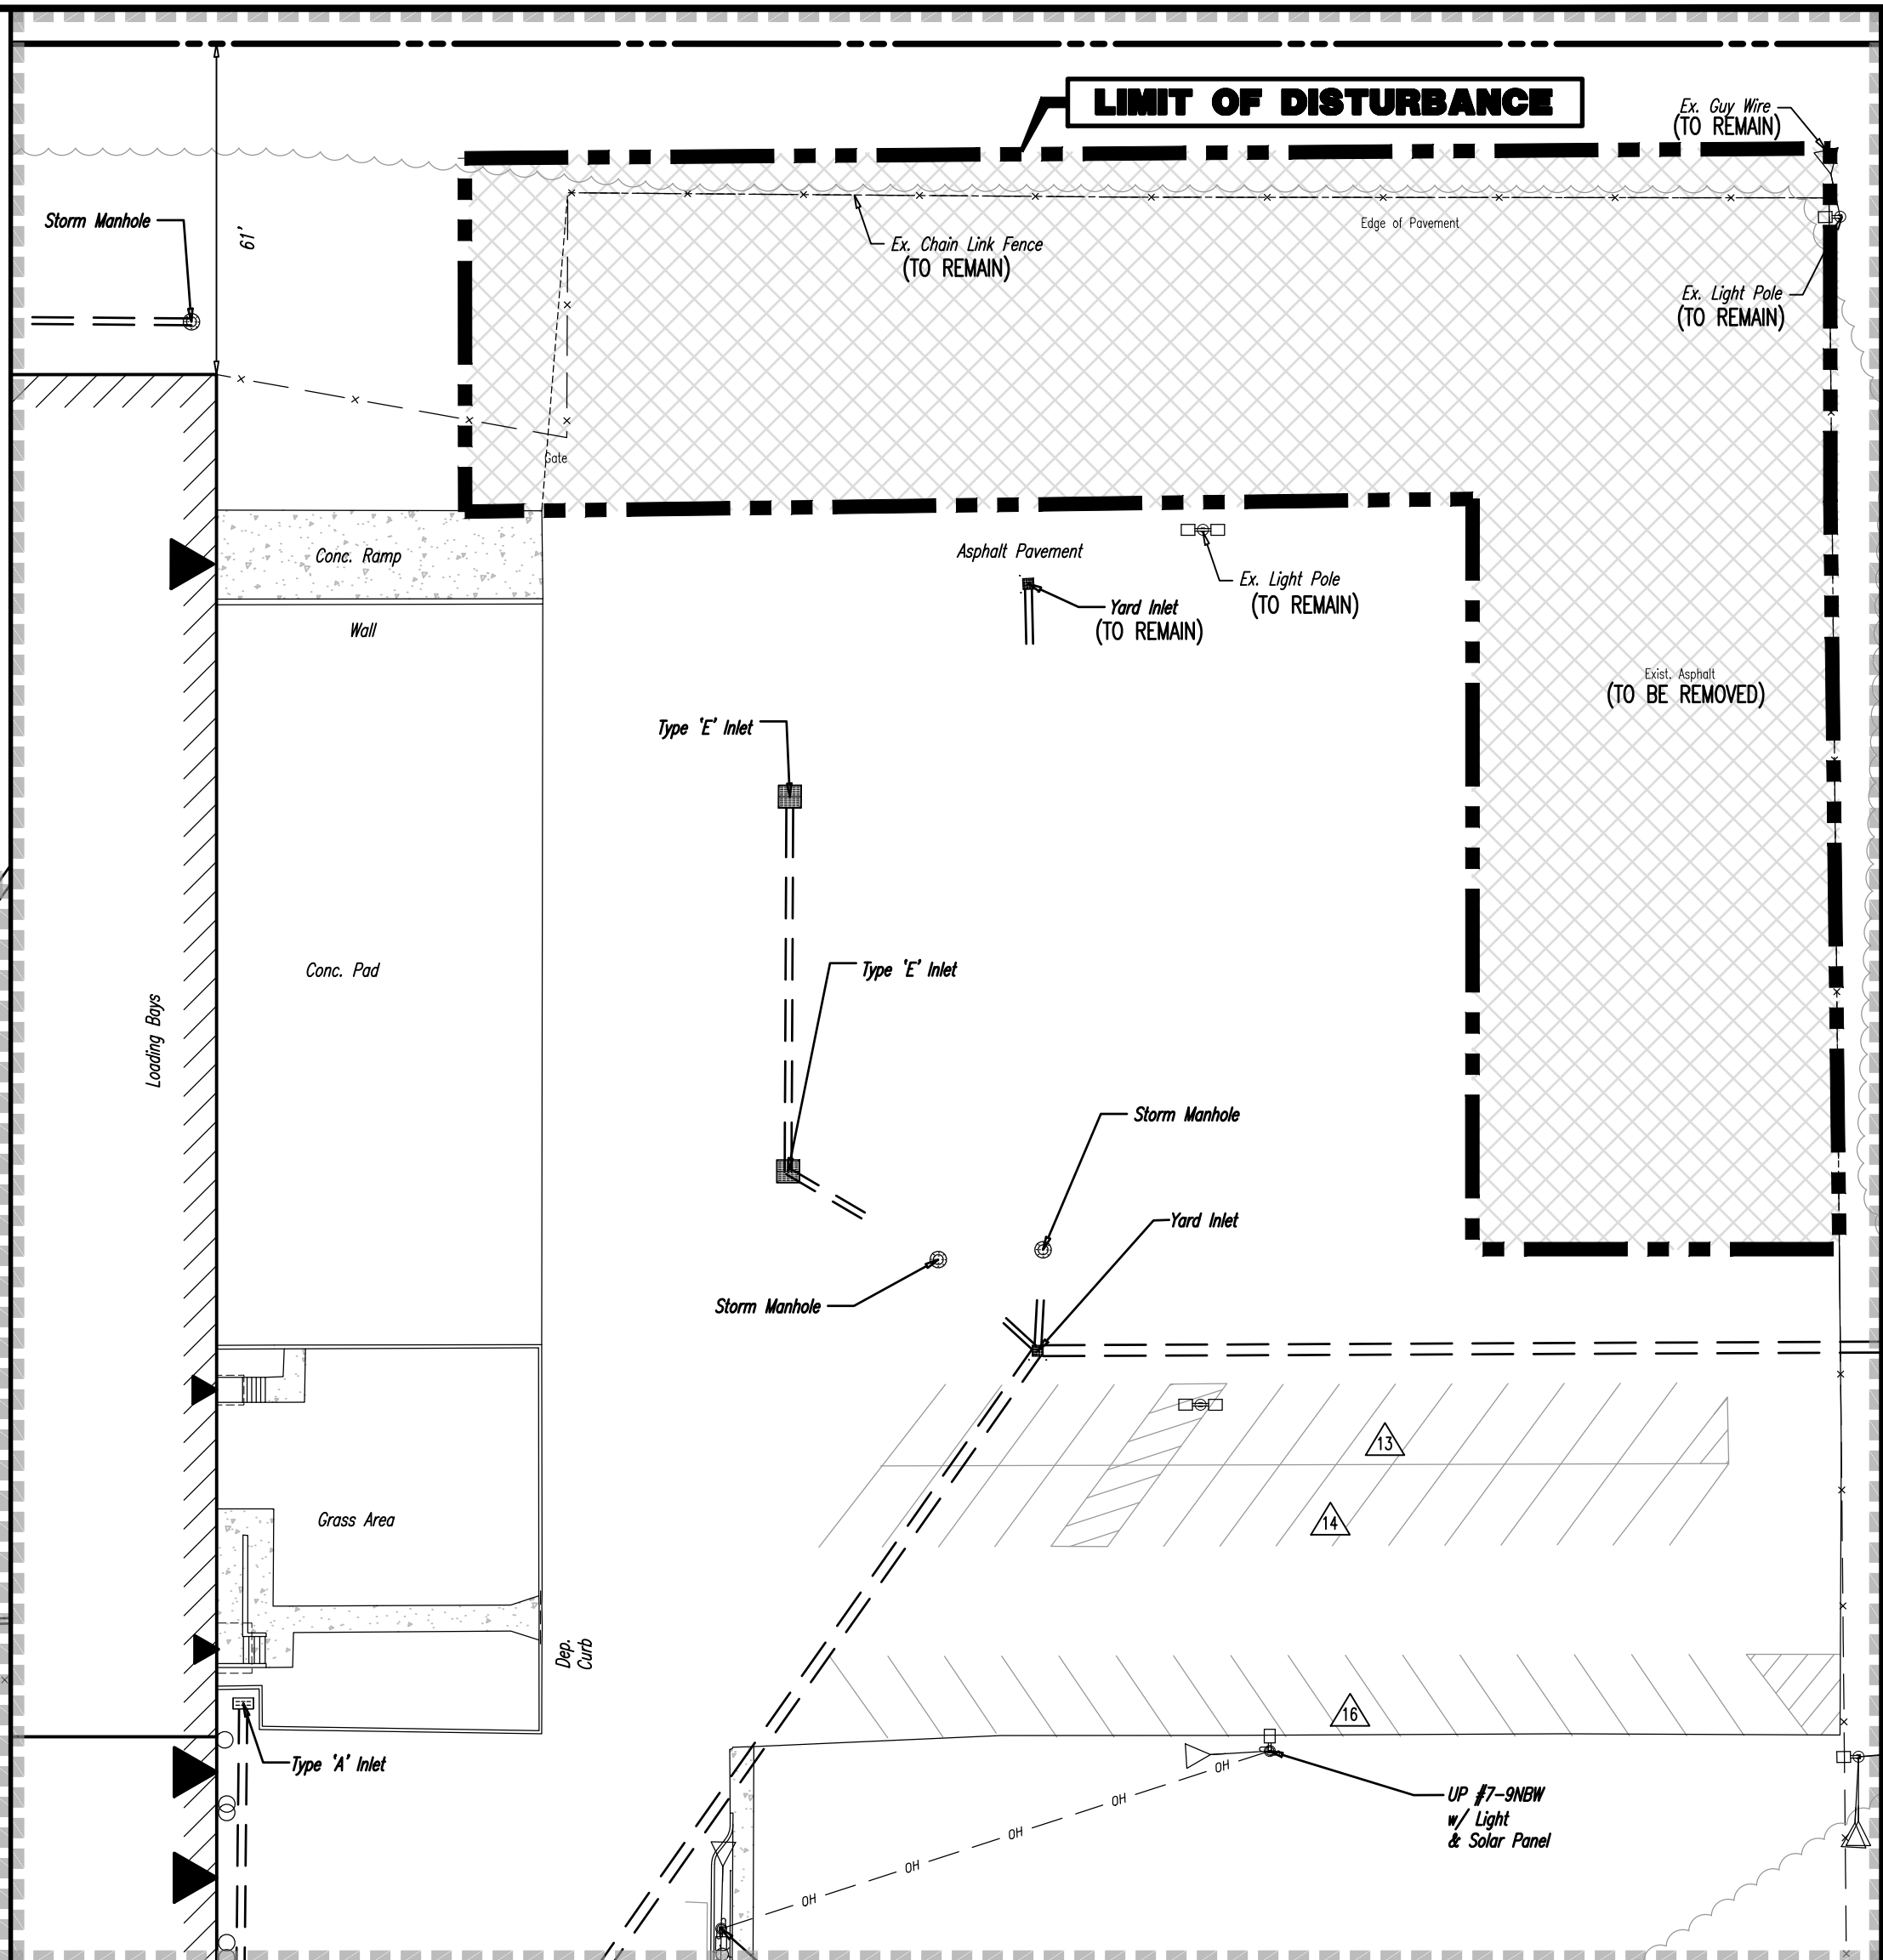 LIMIT OF DISTURBANCE
Ex. Guy Wire
(TO REMAIN)
Storm Manhole
61'
Ex. Chain Link Fence
(TO REMAIN)
Edge of Pavement
Ex. Light Pole
(TO REMAIN)
Gate
Conc. Ramp
Asphalt Pavement
Ex. Light Pole
(TO REMAIN)
Yard Inlet
(TO REMAIN)
Wall
Exist. Asphalt
(TO BE REMOVED)
Type 'E' Inlet
Conc. Pad
Type 'E' Inlet
Loading Bays
Storm Manhole
Yard Inlet
Storm Manhole
13
Grass Area
14
Dep.
Curb
16
Type 'A' Inlet
OH
OH
OH
OH
OH
UP #7-9NBW
w/ Light
& Solar Panel